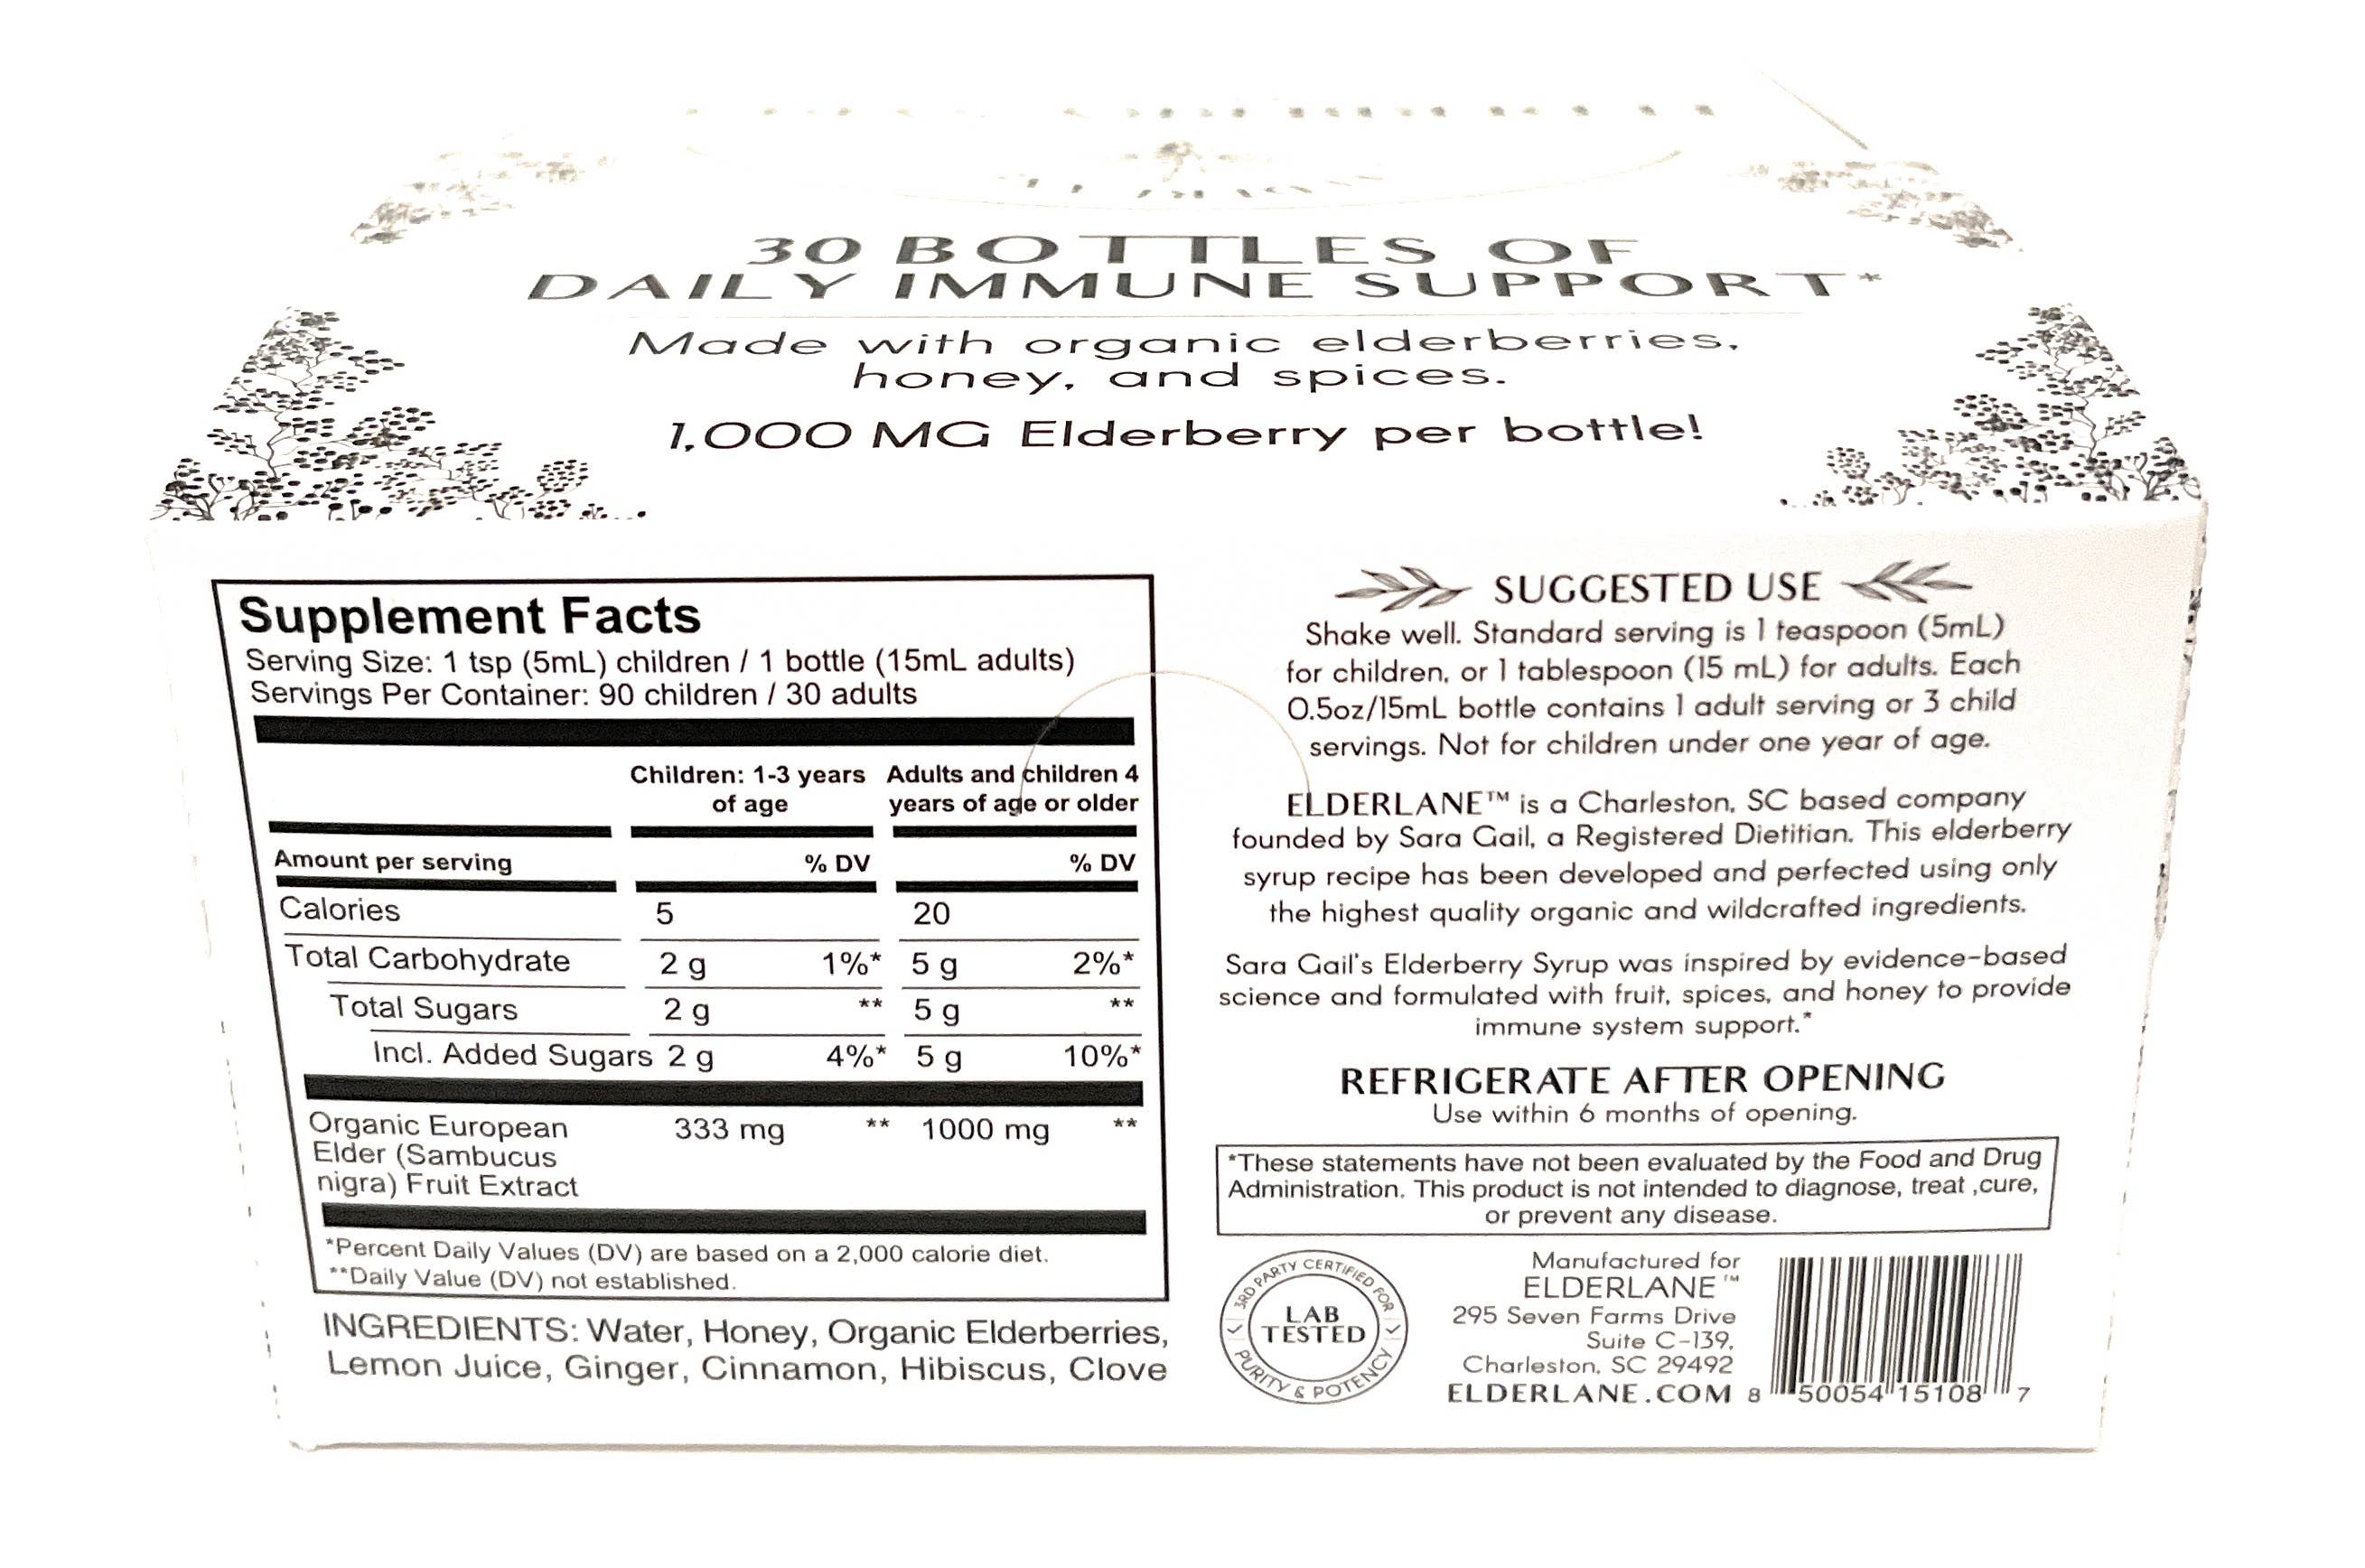 30 BOTTLES OF
DAILY IMMUNE SUPPORT*
Made with organic elderberries,
honey, and spices.
1,000 MG Elderberry per bottle!
Supplement Facts
Serving Size: 1 tsp (5mL) children / 1 bottle (15mL adults)
Servings Per Container: 90 children / 30 adults
Children: 1-3 years of age Adults and children 4 years of age or older
Amount per serving % DV % DV
Calories 5 20
Total Carbohydrate 2 g 1%* 5 g 2%*
Total Sugars 2 g ** 5 g **
Incl. Added Sugars 2 g 4%* 5 g 10%*
Organic European 333 mg ** 1000 mg **
Elder (Sambucus
nigra) Fruit Extract
*Percent Daily Values (DV) are based on a 2,000 calorie diet.
**Daily Value (DV) not established.
INGREDIENTS: Water, Honey, Organic Elderberries,
Lemon Juice, Ginger, Cinnamon, Hibiscus, Clove
SUGGESTED USE
Shake well. Standard serving is 1 teaspoon (5mL)
for children, or 1 tablespoon (15 mL) for adults. Each
0.5oz/15mL bottle contains 1 adult serving or 3 child
servings. Not for children under one year of age.
ELDERLANE™ is a Charleston, SC based company
founded by Sara Gail, a Registered Dietitian. This elderberry
syrup recipe has been developed and perfected using only
the highest quality organic and wildcrafted ingredients.
Sara Gail's Elderberry Syrup was inspired by evidence-based
science and formulated with fruit, spices, and honey to provide
immune system support.*
REFRIGERATE AFTER OPENING
Use within 6 months of opening.
*These statements have not been evaluated by the Food and Drug
Administration. This product is not intended to diagnose, treat ,cure,
or prevent any disease.
3RD PARTY CERTIFIED FOR
LAB
TESTED
PURITY & POTENCY
Manufactured for
ELDERLANE™
295 Seven Farms Drive
Suite C-139,
Charleston, SC 29492
ELDERLANE.COM
8 50054 15108 7